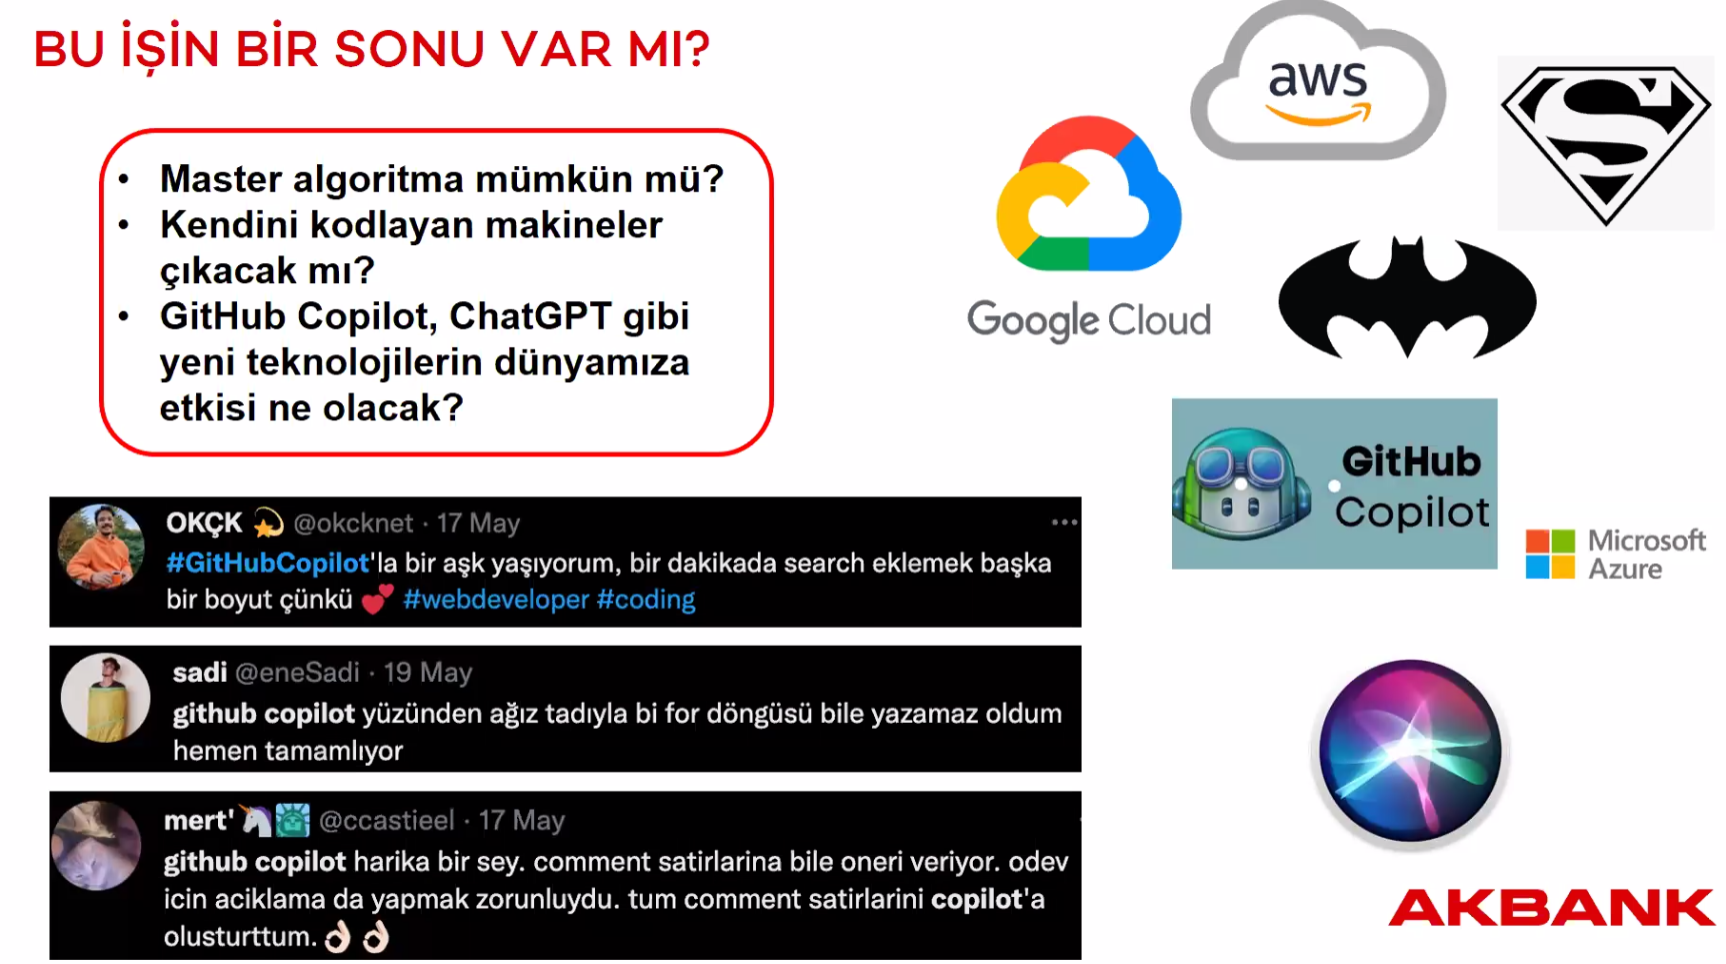 BU İŞİN BİR SONU VAR MI?
• Master algoritma mümkün mü?
• Kendini kodlayan makineler
çıkacak mı?
• GitHub Copilot, ChatGPT gibi
yeni teknolojilerin dünyamıza
etkisi ne olacak?
aws
Google Cloud
GitHub
Copilot
Microsoft
Azure
OKÇK 💫 @okcknet · 17 May
#GitHubCopilot'la bir aşk yaşıyorum, bir dakikada search eklemek başka
bir boyut çünkü 💕 #webdeveloper #coding
sadi @eneSadi · 19 May
github copilot yüzünden ağız tadıyla bi for döngüsü bile yazamaz oldum
hemen tamamlıyor
mert'🦄🗽 @ccastieel · 17 May
github copilot harika bir sey. comment satirlarina bile oneri veriyor. odev
icin aciklama da yapmak zorunluydu. tum comment satirlarini copilot'a
olusturttum. 👌🏻👌🏻
AKBANK